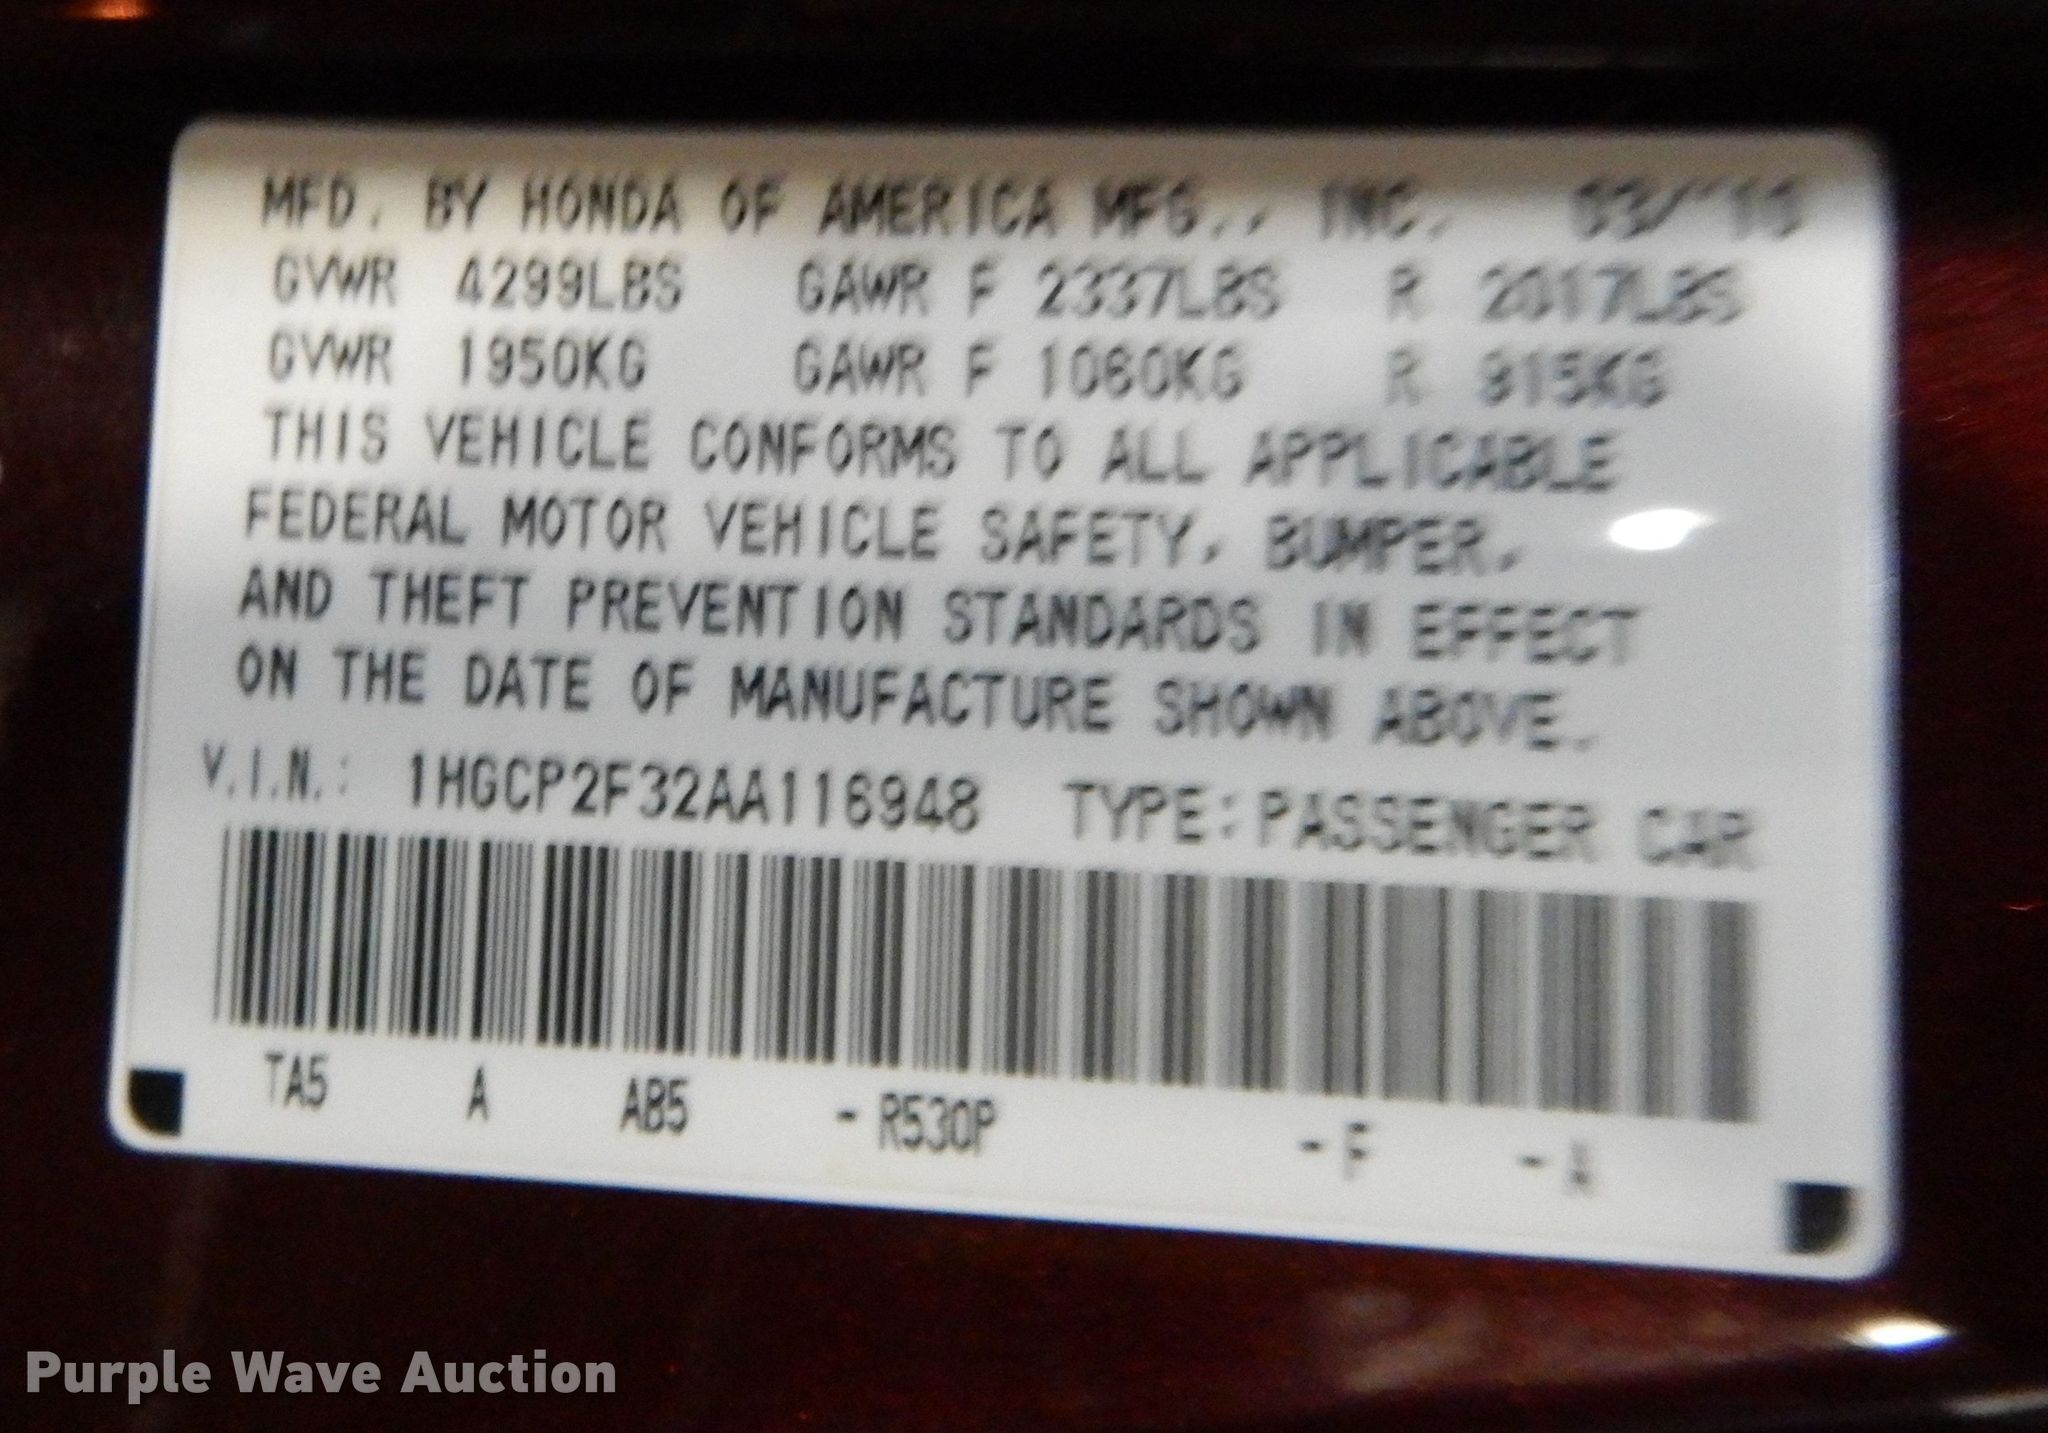 MFD. BY HONDA OF AMERICA MFG., INC. 03/'10
GVWR 4299LBS GAWR F 2337LBS R 2017LBS
GVWR 1950KG GAWR F 1060KG R 915KG
THIS VEHICLE CONFORMS TO ALL APPLICABLE
FEDERAL MOTOR VEHICLE SAFETY, BUMPER,
AND THEFT PREVENTION STANDARDS IN EFFECT
ON THE DATE OF MANUFACTURE SHOWN ABOVE.
V.I.N.: 1HGCP2F32AA116948 TYPE:PASSENGER CAR
TA5 A AB5 -R530P -F -A
Purple Wave Auction